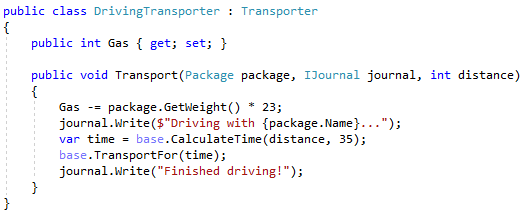 public class DrivingTransporter : Transporter
{
    public int Gas { get; set; }

    public void Transport(Package package, IJournal journal, int distance)
    {
        Gas -= package.GetWeight() * 23;
        journal.Write($"Driving with {package.Name}...");
        var time = base.CalculateTime(distance, 35);
        base.TransportFor(time);
        journal.Write("Finished driving!");
    }
}